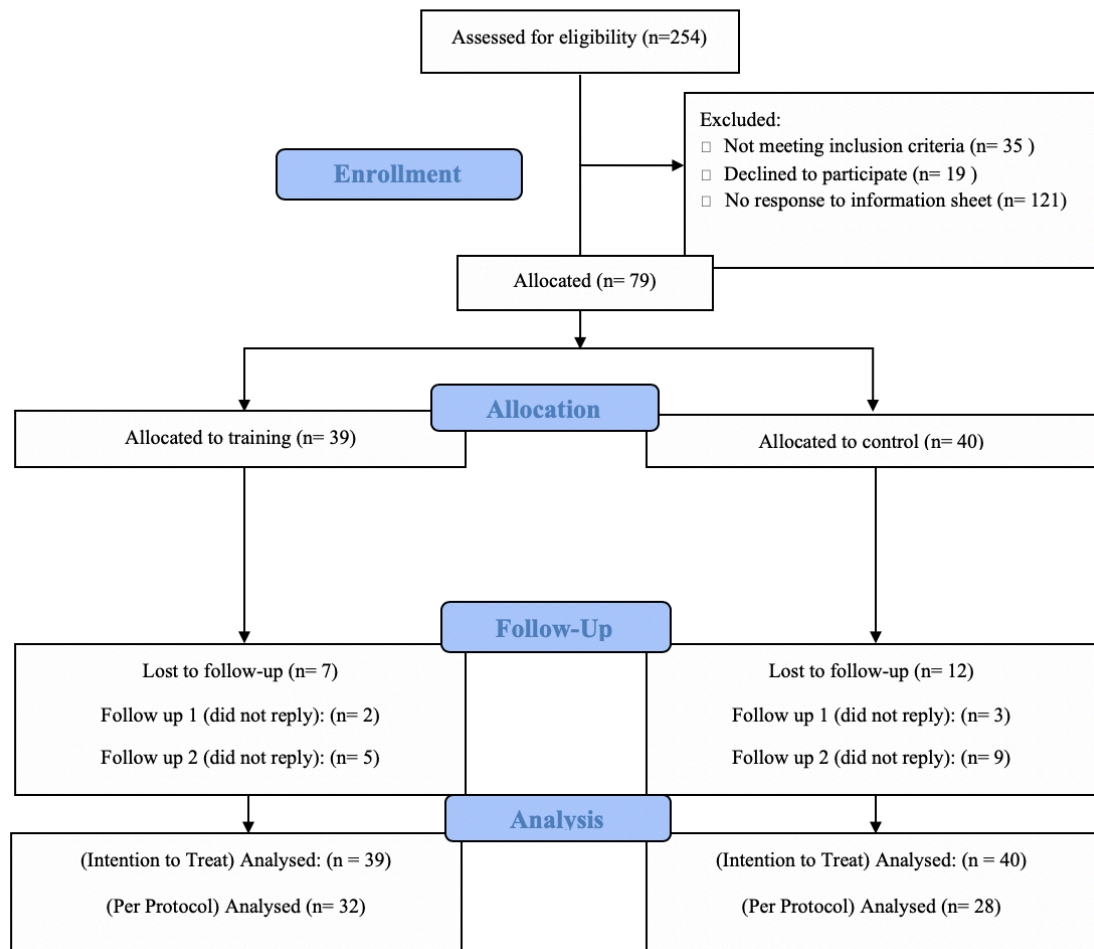 Assessed for eligibility (n=254)
Excluded:
□ Not meeting inclusion criteria (n= 35 )
□ Declined to participate (n= 19 )
□ No response to information sheet (n= 121)
Enrollment
Allocated (n= 79)
Allocation
Allocated to training (n= 39)
Allocated to control (n= 40)
Follow-Up
Lost to follow-up (n= 7)
Follow up 1 (did not reply): (n= 2)
Follow up 2 (did not reply): (n= 5)
Lost to follow-up (n= 12)
Follow up 1 (did not reply): (n= 3)
Follow up 2 (did not reply): (n= 9)
Analysis
(Intention to Treat) Analysed: (n = 39)
(Per Protocol) Analysed (n= 32)
(Intention to Treat) Analysed: (n = 40)
(Per Protocol) Analysed (n= 28)